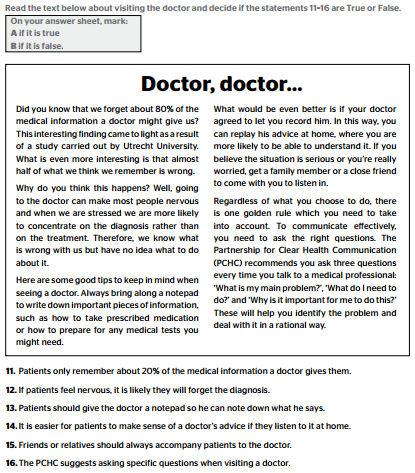 Read the text below about visiting the doctor and decide if the statements 11-16 are True or False.
On your answer sheet, mark:
A if it is true
B if it is false.
Doctor, doctor...
Did you know that we forget about 80% of the
medical information a doctor might give us?
This interesting finding came to light as a result
of a study carried out by Utrecht University.
What is even more interesting is that almost
half of what we think we remember is wrong.
Why do you think this happens? Well, going
to the doctor can make most people nervous
and when we are stressed we are more likely
to concentrate on the diagnosis rather than
on the treatment. Therefore, we know what
is wrong with us but have no idea what to do
about it.
Here are some good tips to keep in mind when
seeing a doctor. Always bring along a notepad
to write down important pieces of information,
such as how to take prescribed medication
or how to prepare for any medical tests you
might need.
What would be even better is if your doctor
agreed to let you record him. In this way, you
can replay his advice at home, where you are
more likely to be able to understand it. If you
believe the situation is serious or you're really
worried, get a family member or a close friend
to come with you to listen in.
Regardless of what you choose to do, there
is one golden rule which you need to take
into account. To communicate effectively,
you need to ask the right questions. The
Partnership for Clear Health Communication
(PCHC) recommends you ask three questions
every time you talk to a medical professional:
'What is my main problem?', 'What do I need to
do?' and 'Why is it important for me to do this?'
These will help you identify the problem and
deal with it in a rational way.
11. Patients only remember about 20% of the medical information a doctor gives them.
12. If patients feel nervous, it is likely they will forget the diagnosis.
13. Patients should give the doctor a notepad so he can note down what he says.
14. It is easier for patients to make sense of a doctor's advice if they listen to it at home.
15. Friends or relatives should always accompany patients to the doctor.
16. The PCHC suggests asking specific questions when visiting a doctor.